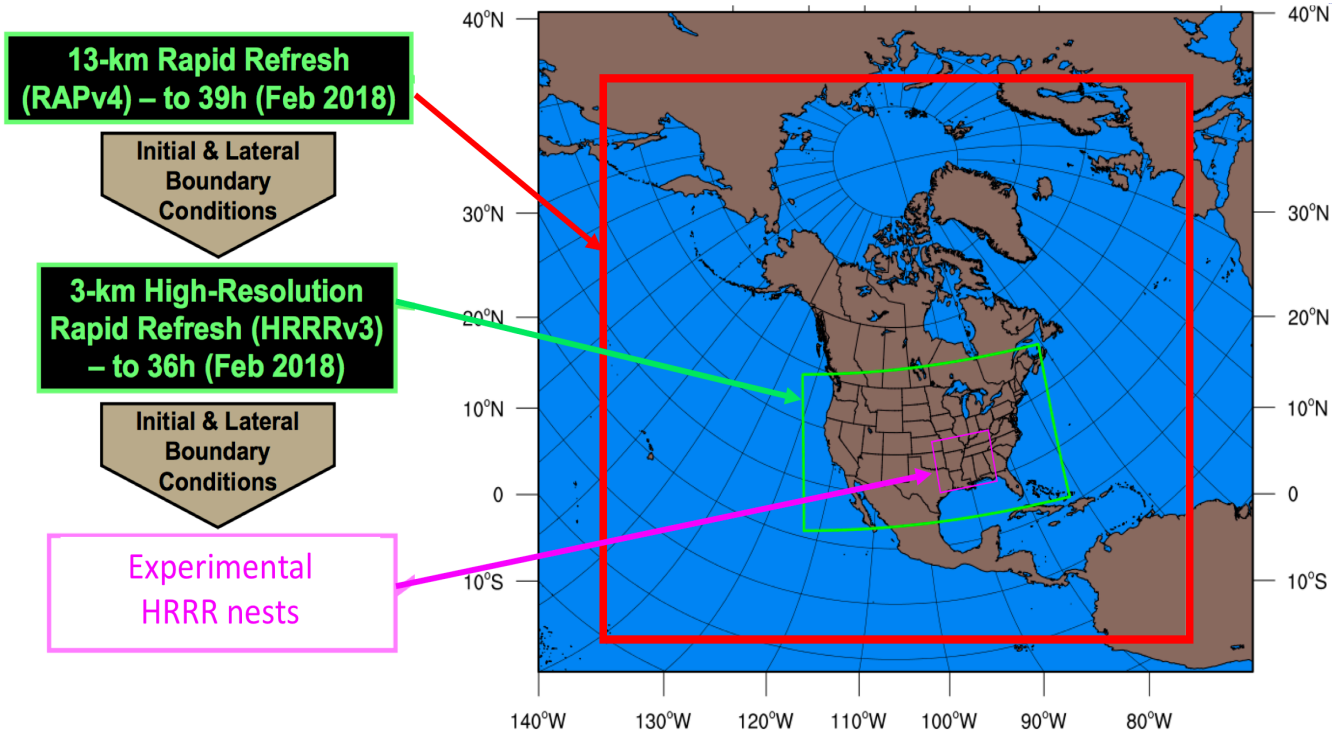 13-km Rapid Refresh
(RAPv4) – to 39h (Feb 2018)
Initial & Lateral
Boundary
Conditions
3-km High-Resolution
Rapid Refresh (HRRRv3)
– to 36h (Feb 2018)
Initial & Lateral
Boundary
Conditions
Experimental
HRRR nests
40°N
30°N
20°N
10°N
0
10°S
40°N
30°N
20°N
10°N
0
10°S
140°W 130°W 120°W 110°W 100°W 90°W 80°W